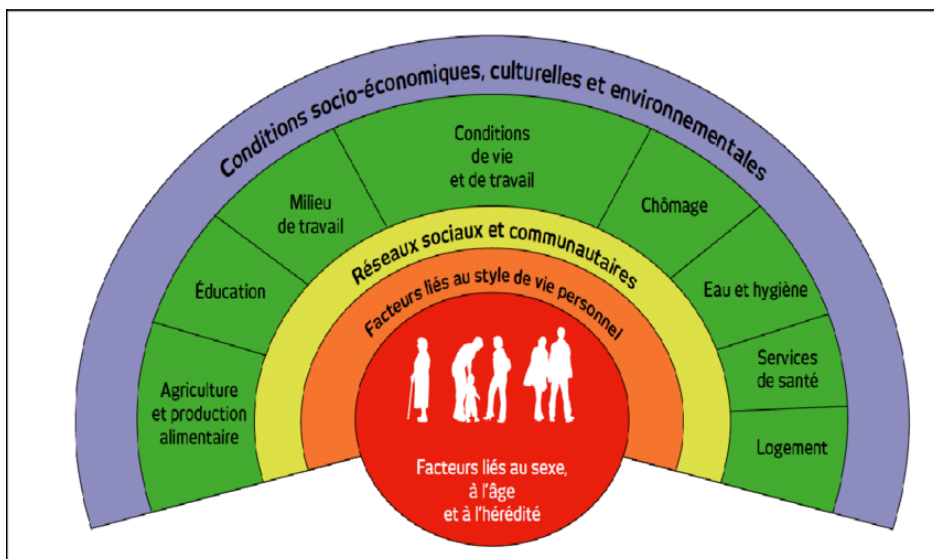 Conditions socio-économiques, culturelles et environnementales
Conditions
de vie
et de travail
Milieu
de travail
Chômage
Réseaux sociaux et communautaires
Éducation
Eau et hygiène
Facteurs liés au style de vie personnel
Services
de santé
Agriculture
et production
alimentaire
Logement
Facteurs liés au sexe,
à l'âge
et à l'hérédité